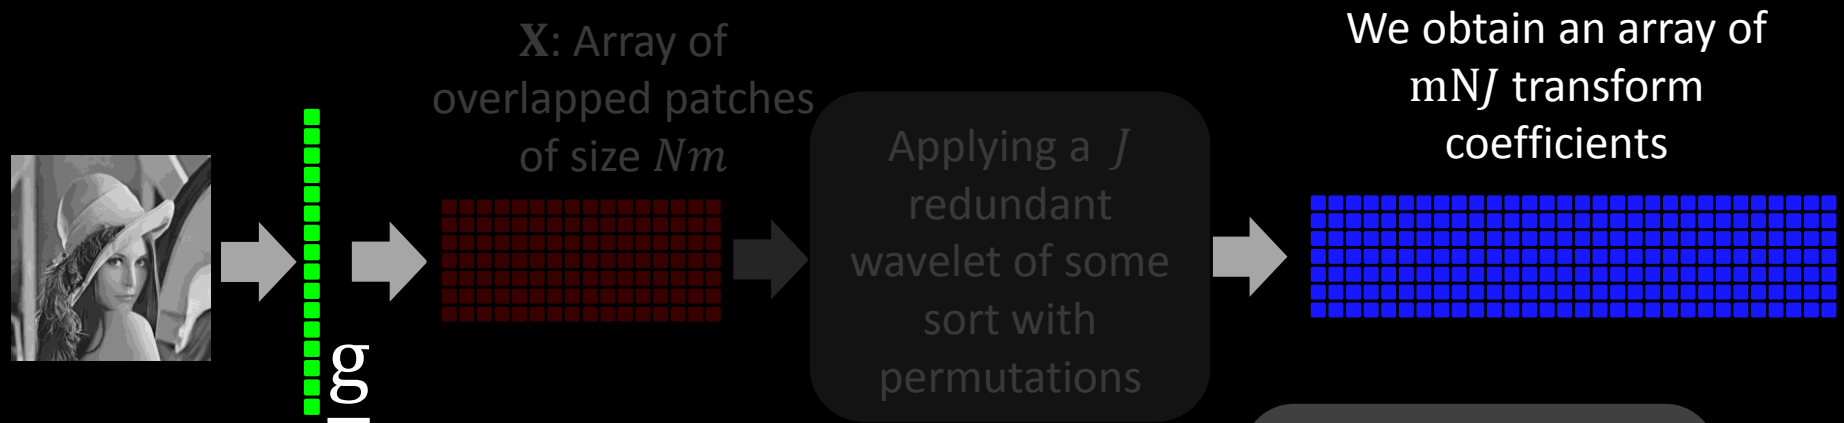 X: Array of
overlapped patches
of size Nm
Applying a J
redundant
wavelet of some
sort with
permutations
We obtain an array of
mNJ transform
coefficients
g